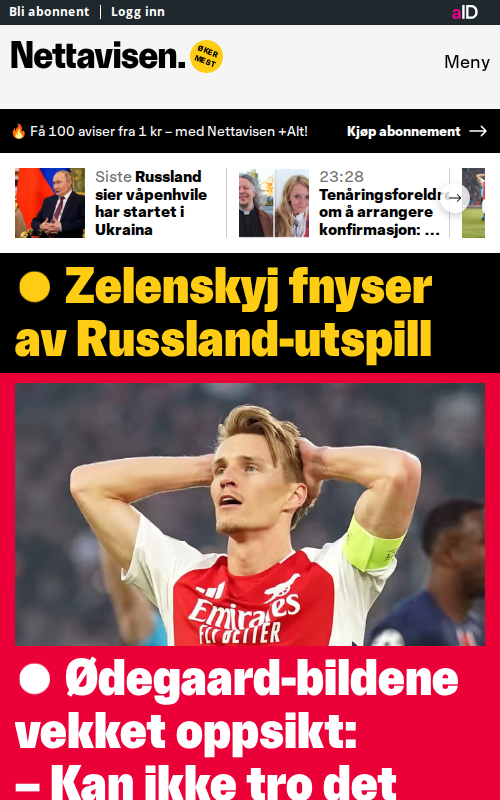 Bli abonnent
Logg inn
aID
Nettavisen.
ØKER
MEST
Meny
🔥 Få 100 aviser fra 1 kr – med Nettavisen +Alt!
Kjøp abonnement →
Siste Russland
sier våpenhvile
har startet i
Ukraina
23:28
Tenåringsforeldre
om å arrangere
konfirmasjon: ...
Zelenskyj fnyser
av Russland-utspill
Emirates
FLY BETTER
Ødegaard-bildene
vekket oppsikt:
– Kan ikke tro det